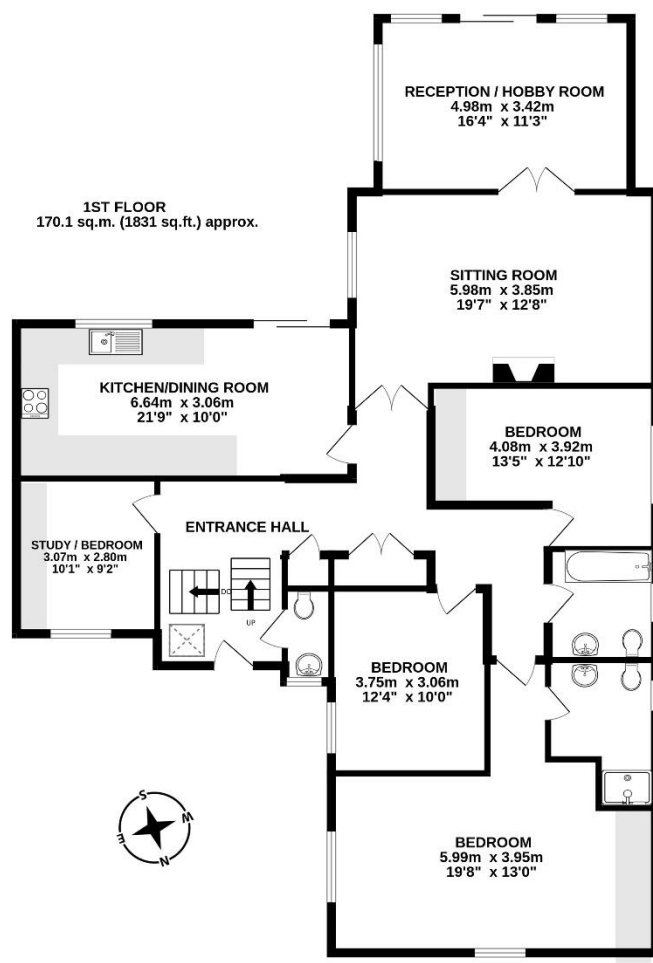 RECEPTION / HOBBY ROOM
4.98m x 3.42m
16'4" x 11'3"
1ST FLOOR
170.1 sq.m. (1831 sq.ft.) approx.
SITTING ROOM
5.98m x 3.85m
19'7" x 12'8"
KITCHEN/DINING ROOM
6.64m x 3.06m
21'9" x 10'0"
BEDROOM
4.08m x 3.92m
13'5" x 12'10"
ENTRANCE HALL
STUDY / BEDROOM
3.07m x 2.80m
10'1" x 9'2"
UP
BEDROOM
3.75m x 3.06m
12'4" x 10'0"
S
W
E
N
BEDROOM
5.99m x 3.95m
19'8" x 13'0"